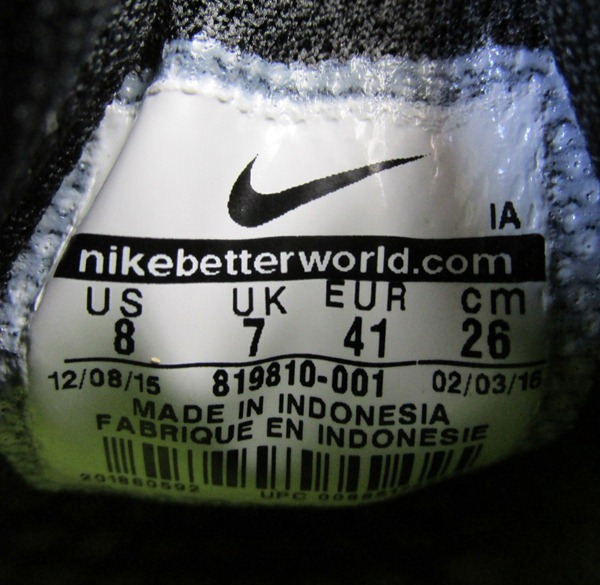 IA
nikebetterworld.com
US UK EUR cm
8 7 41 26
12/08/15 819810-001 02/03/16
MADE IN INDONESIA
FABRIQUE EN INDONESIE
UPC